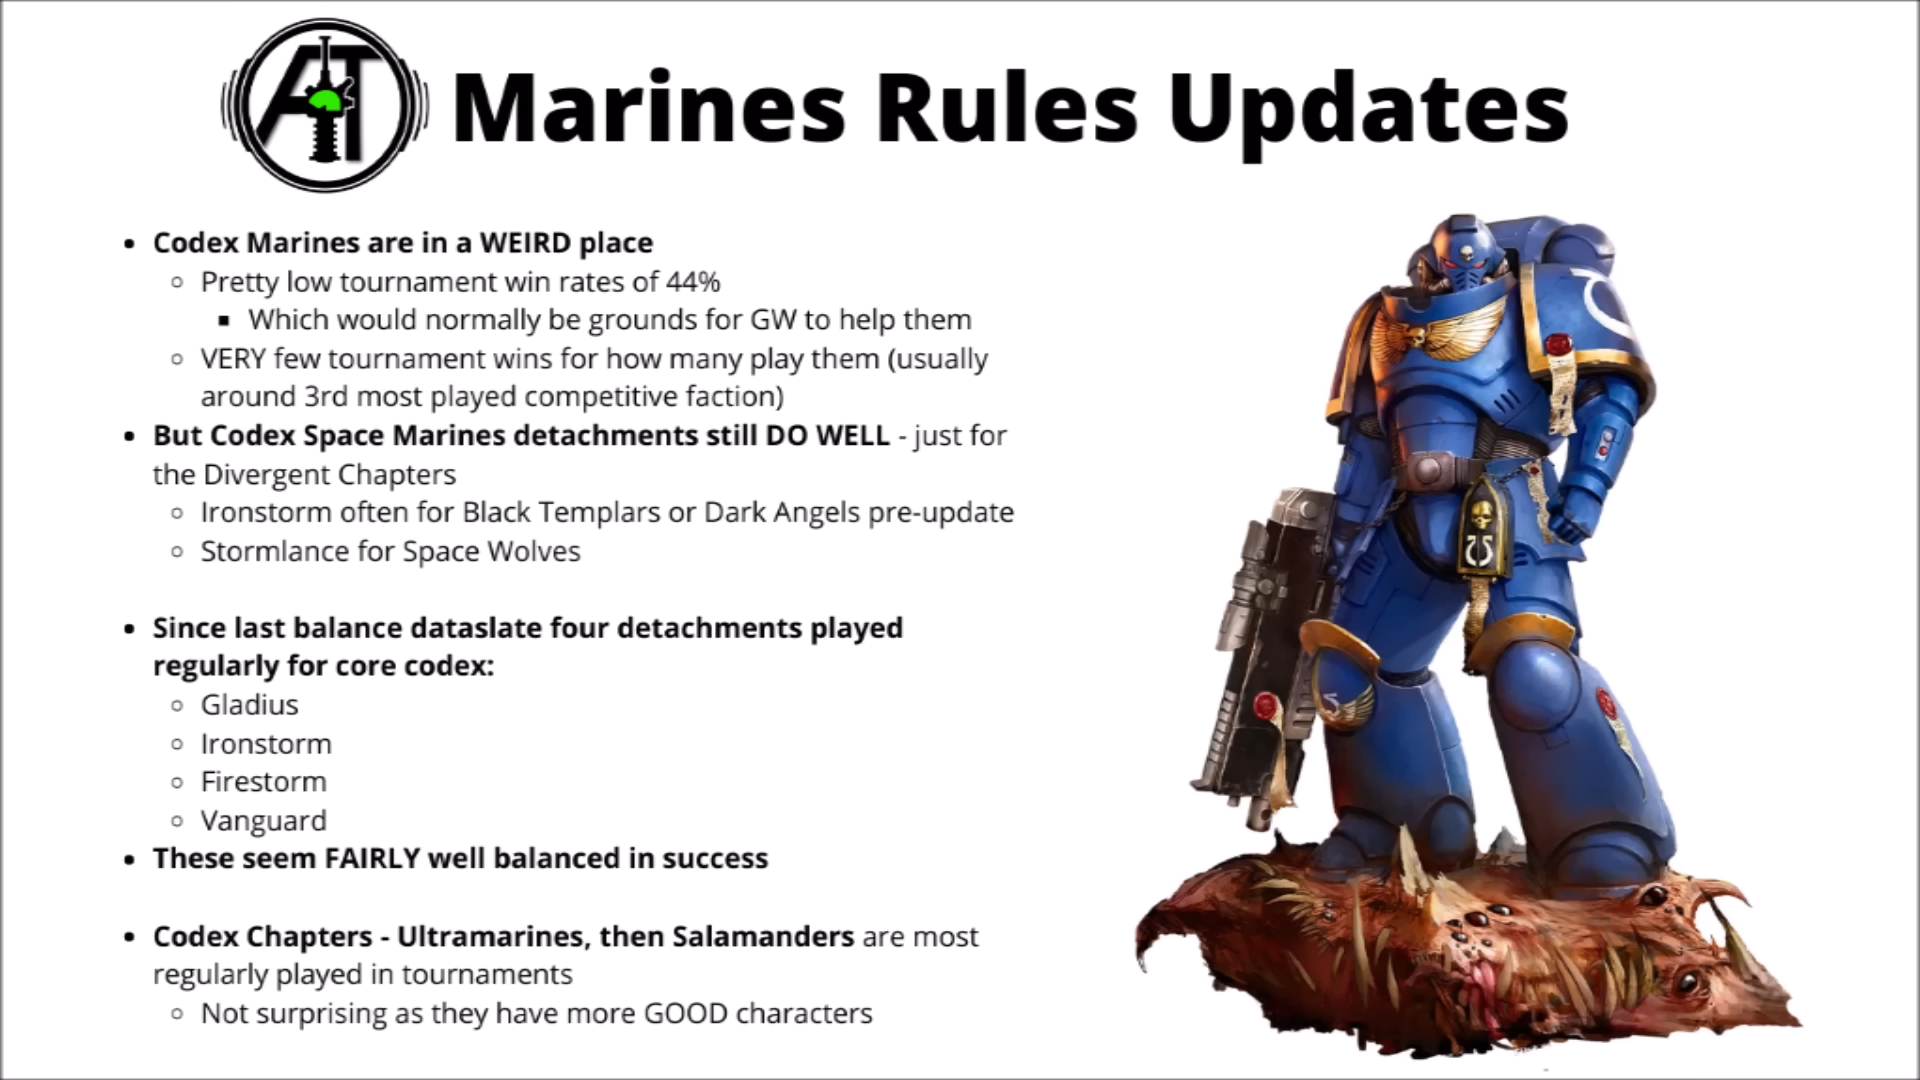 AT
Marines Rules Updates
• Codex Marines are in a WEIRD place
○ Pretty low tournament win rates of 44%
▪ Which would normally be grounds for GW to help them
○ VERY few tournament wins for how many play them (usually
around 3rd most played competitive faction)
• But Codex Space Marines detachments still DO WELL - just for
the Divergent Chapters
○ Ironstorm often for Black Templars or Dark Angels pre-update
○ Stormlance for Space Wolves
• Since last balance dataslate four detachments played
regularly for core codex:
○ Gladius
○ Ironstorm
○ Firestorm
○ Vanguard
• These seem FAIRLY well balanced in success
• Codex Chapters - Ultramarines, then Salamanders are most
regularly played in tournaments
○ Not surprising as they have more GOOD characters